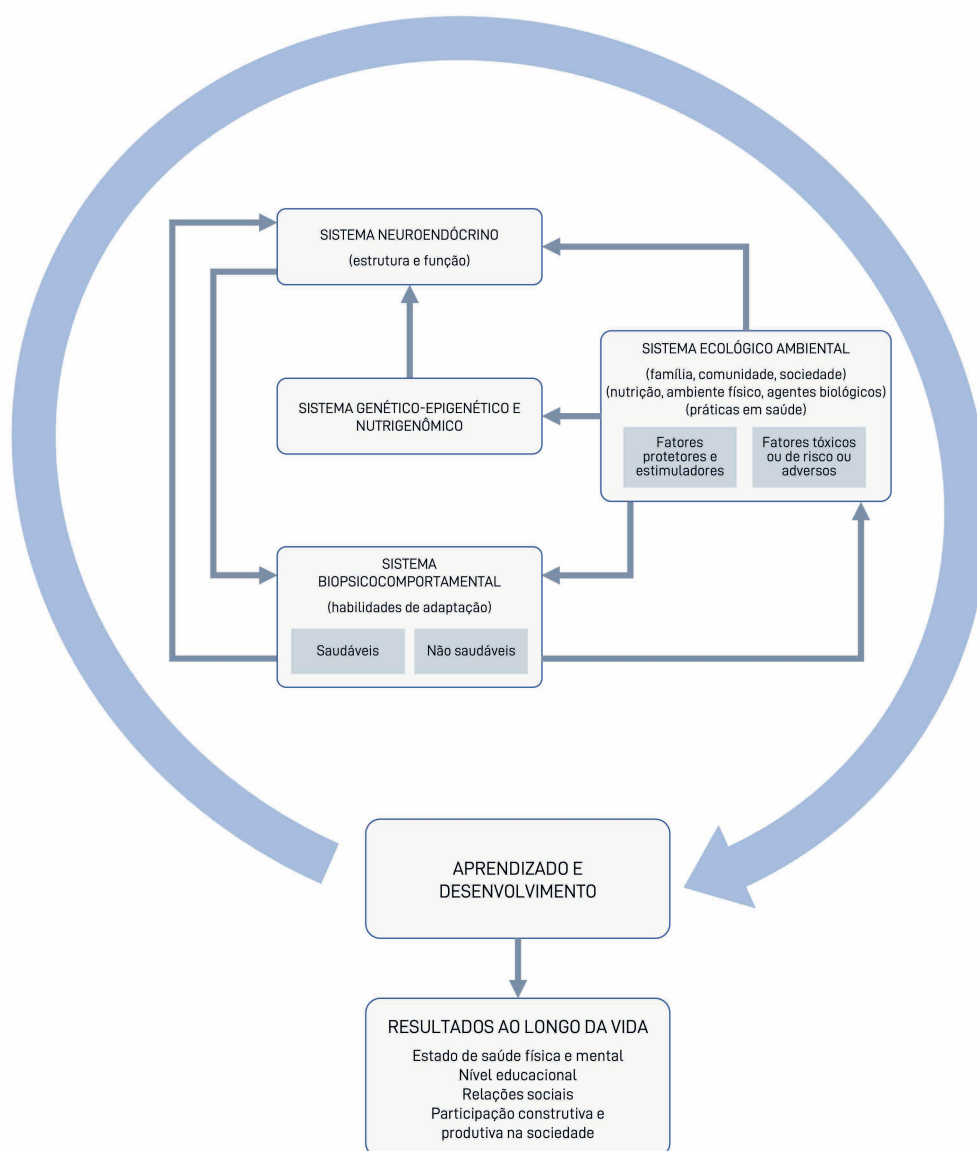 SISTEMA NEUROENDÓCRINO
(estrutura e função)
SISTEMA ECOLÓGICO AMBIENTAL
(família, comunidade, sociedade)
(nutrição, ambiente físico, agentes biológicos)
(práticas em saúde)
Fatores
protetores e
estimuladores
Fatores tóxicos
ou de risco ou
adversos
SISTEMA GENÉTICO-EPIGENÉTICO E
NUTRIGENÔMICO
SISTEMA
BIOPSICOCOMPORTAMENTAL
(habilidades de adaptação)
Saudáveis
Não saudáveis
APRENDIZADO E
DESENVOLVIMENTO
RESULTADOS AO LONGO DA VIDA
Estado de saúde física e mental
Nível educacional
Relações sociais
Participação construtiva e
produtiva na sociedade